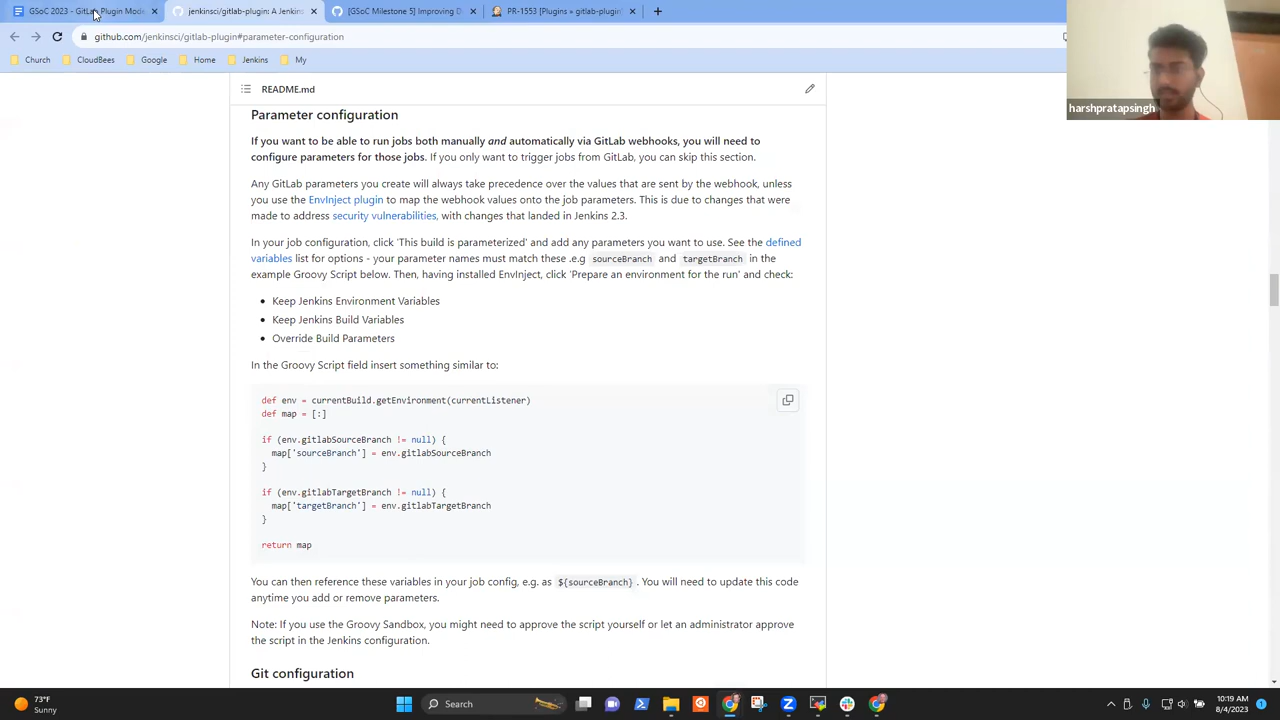 GSoC 2023 - GitLab Plugin Mode
jenkinsci/gitlab-plugin: A Jenkins
[GSoC Milestone 5] Improving D
PR-1553 [Plugins » gitlab-plugin
github.com/jenkinsci/gitlab-plugin#parameter-configuration
Church
CloudBees
Google
Home
Jenkins
My
harshpratapsingh
README.md
Parameter configuration
If you want to be able to run jobs both manually and automatically via GitLab webhooks, you will need to
configure parameters for those jobs. If you only want to trigger jobs from GitLab, you can skip this section.
Any GitLab parameters you create will always take precedence over the values that are sent by the webhook, unless
you use the EnvInject plugin to map the webhook values onto the job parameters. This is due to changes that were
made to address security vulnerabilities, with changes that landed in Jenkins 2.3.
In your job configuration, click 'This build is parameterized' and add any parameters you want to use. See the defined
variables list for options - your parameter names must match these .e.g sourceBranch and targetBranch in the
example Groovy Script below. Then, having installed EnvInject, click 'Prepare an environment for the run' and check:
• Keep Jenkins Environment Variables
• Keep Jenkins Build Variables
• Override Build Parameters
In the Groovy Script field insert something similar to:
def env = currentBuild.getEnvironment(currentListener)
def map = [:]
if (env.gitlabSourceBranch != null) {
map['sourceBranch'] = env.gitlabSourceBranch
}
if (env.gitlabTargetBranch != null) {
map['targetBranch'] = env.gitlabTargetBranch
}
return map
You can then reference these variables in your job config, e.g. as ${sourceBranch} . You will need to update this code
anytime you add or remove parameters.
Note: If you use the Groovy Sandbox, you might need to approve the script yourself or let an administrator approve
the script in the Jenkins configuration.
Git configuration
73°F
Sunny
Search
10:19 AM
8/4/2023